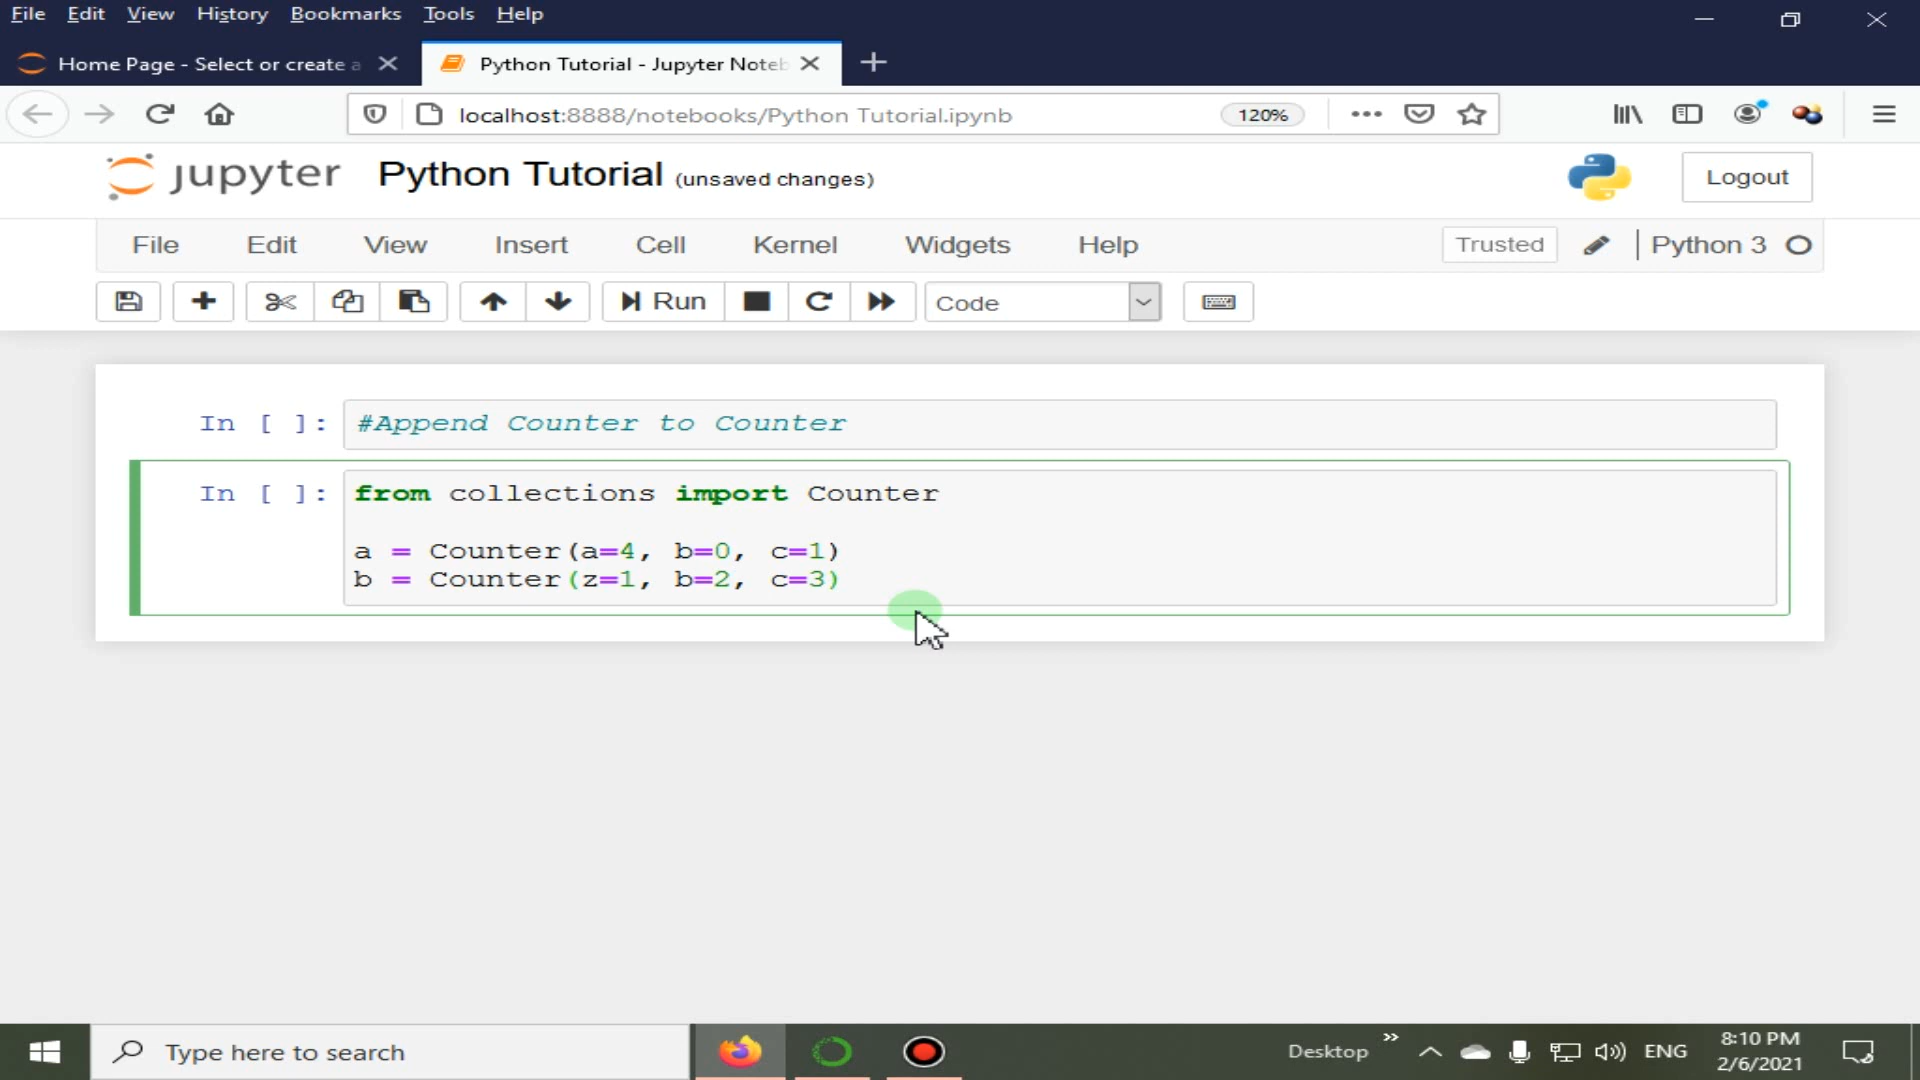 File Edit View History Bookmarks Tools Help
Home Page - Select or create a
Python Tutorial - Jupyter Noteb
localhost:8888/notebooks/Python Tutorial.ipynb 120%
jupyter Python Tutorial (unsaved changes) Logout
File Edit View Insert Cell Kernel Widgets Help Trusted Python 3
Run Code
In [ ]: #Append Counter to Counter
In [ ]: from collections import Counter
a = Counter(a=4, b=0, c=1)
b = Counter(z=1, b=2, c=3)
Type here to search Desktop ENG 8:10 PM
2/6/2021